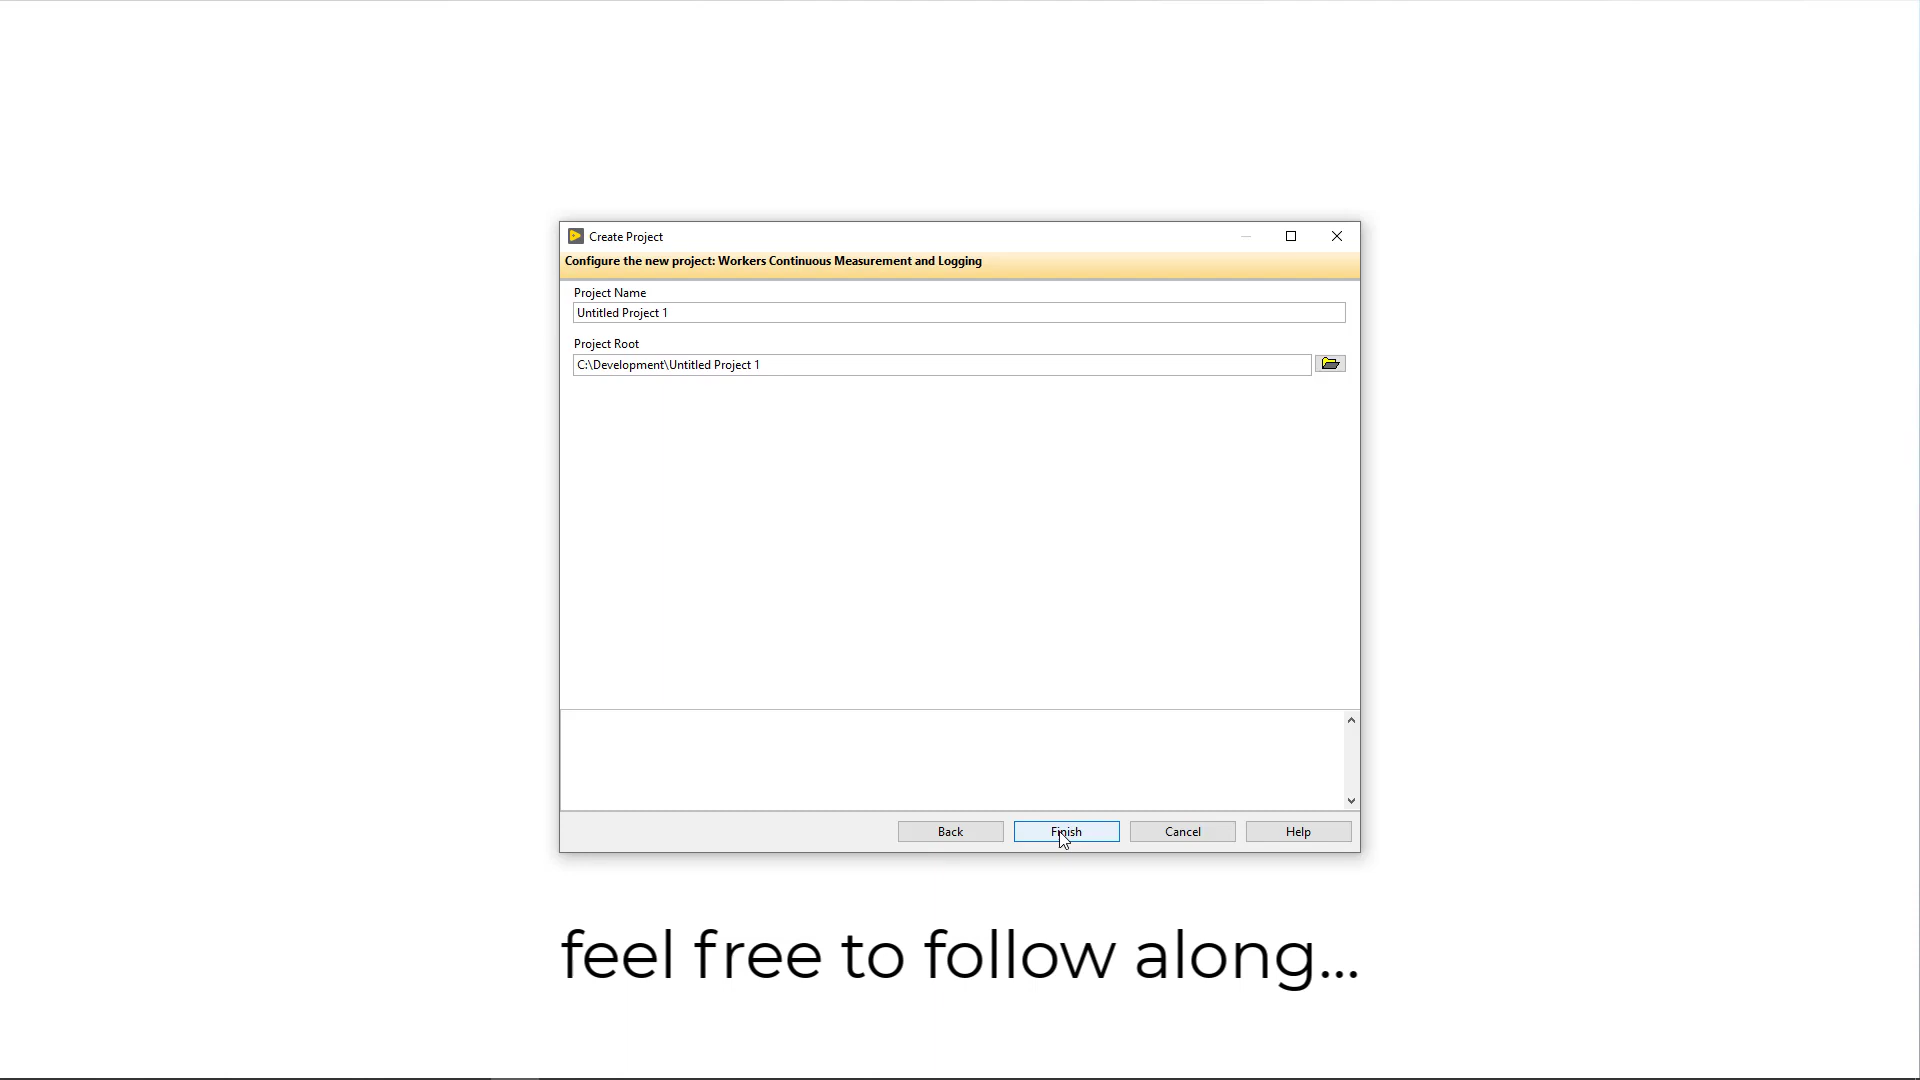 Create Project
Configure the new project: Workers Continuous Measurement and Logging
Project Name
Untitled Project 1
Project Root
C:\Development\Untitled Project 1
Back Finish Cancel Help
feel free to follow along...